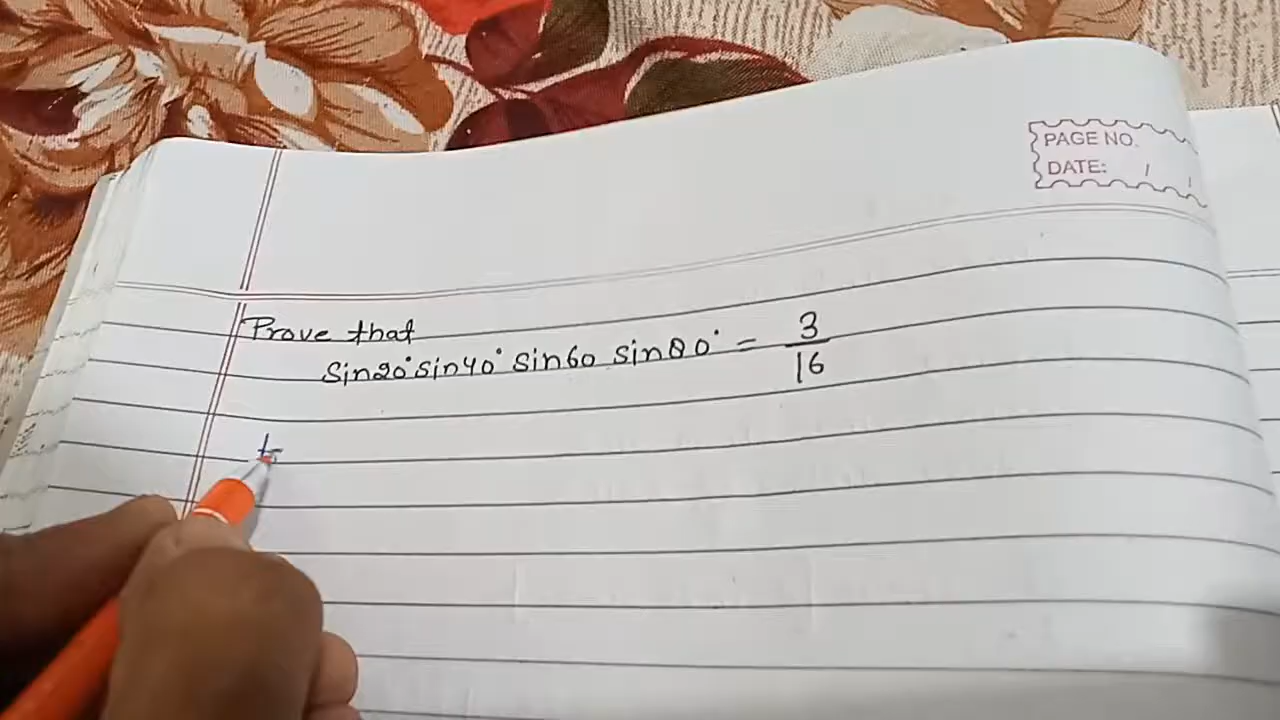 PAGE NO.
DATE: / /
Prove that
sin20° sin40° sin60 sin80° = 3/16